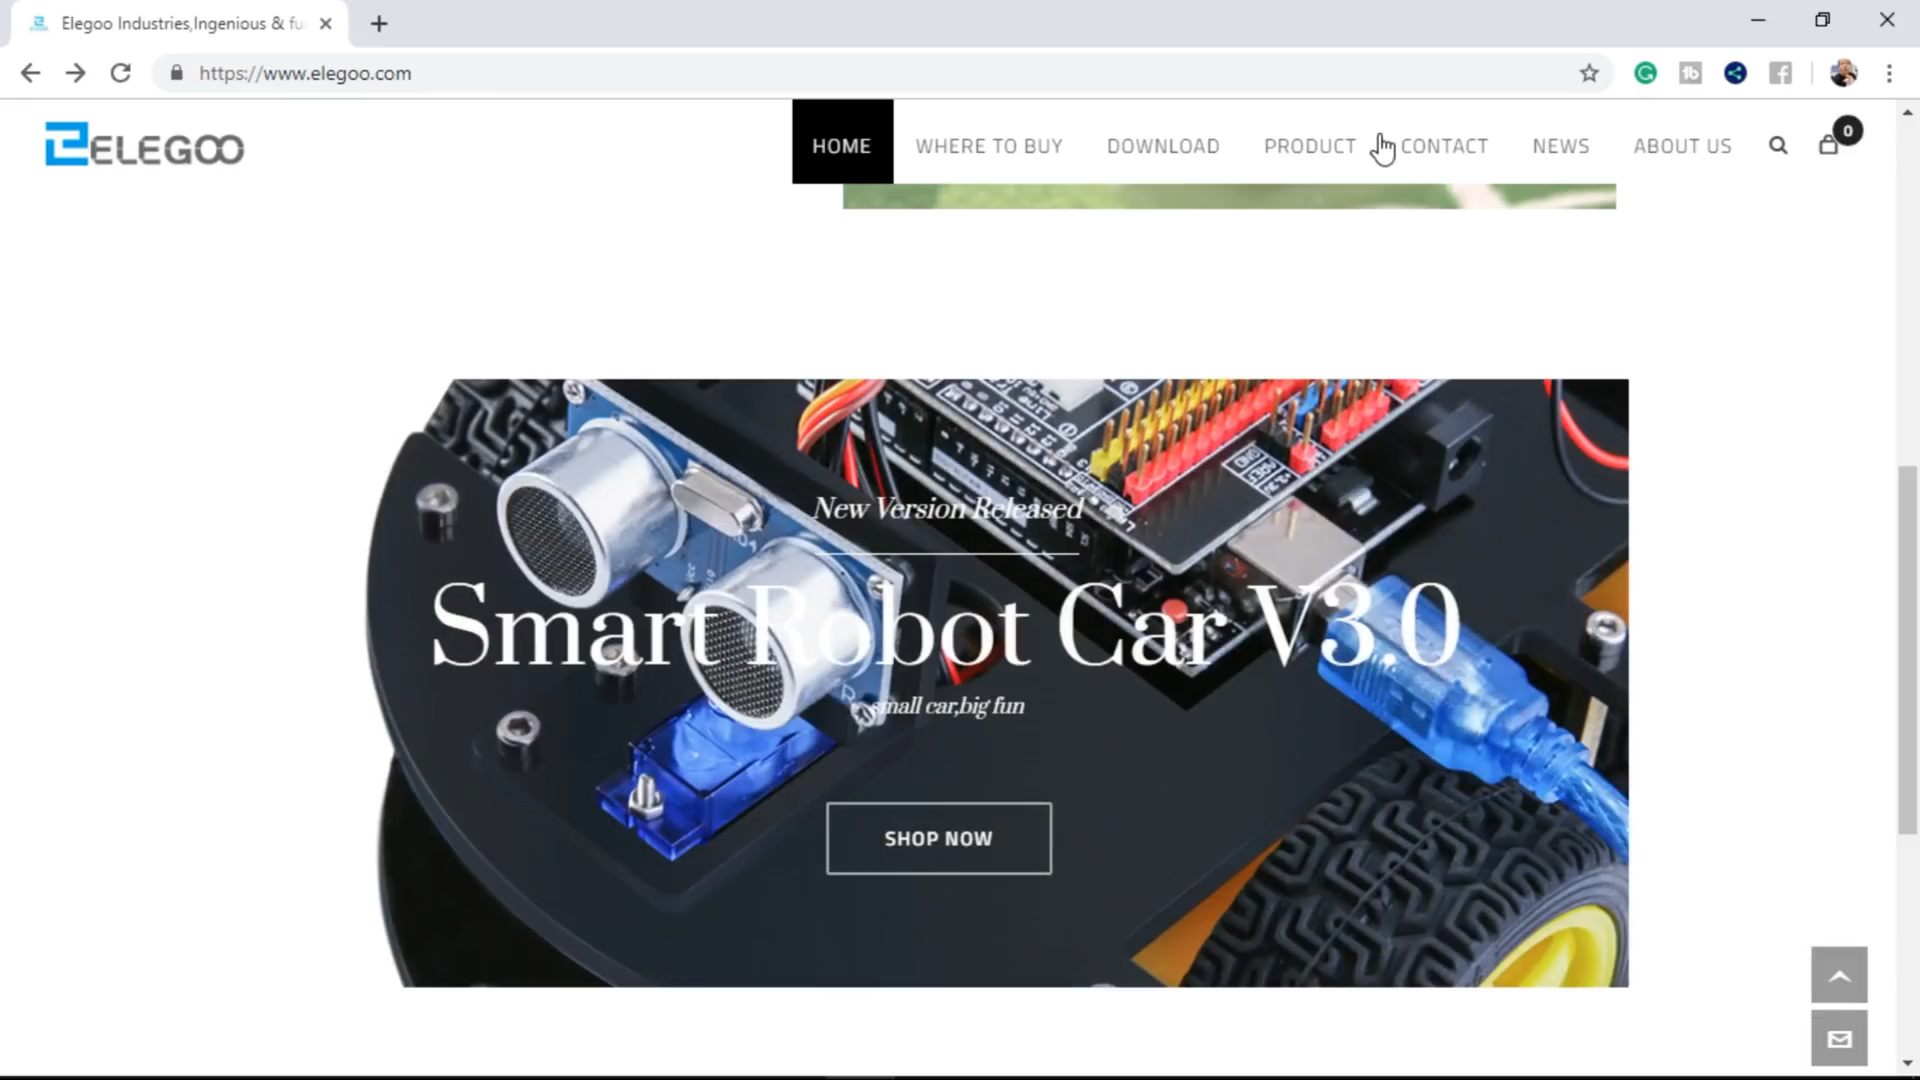 Elegoo Industries,Ingenious & fu
https://www.elegoo.com
ELEGOO
HOME
WHERE TO BUY
DOWNLOAD
PRODUCT
CONTACT
NEWS
ABOUT US
0
New Version Released
Smart Robot Car V3.0
small car,big fun
SHOP NOW